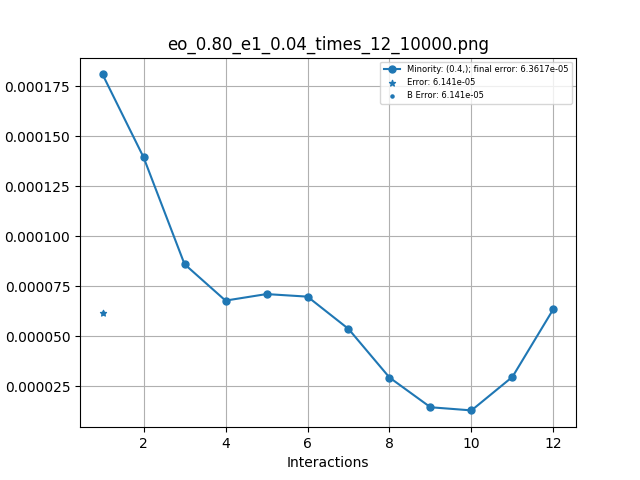 eo_0.80_e1_0.04_times_12_10000.png
Minority: (0.4,); final error: 6.3617e-05
Error: 6.141e-05
B Error: 6.141e-05
0.000175
0.000150
0.000125
0.000100
0.000075
0.000050
0.000025
2 4 6 8 10 12
Interactions